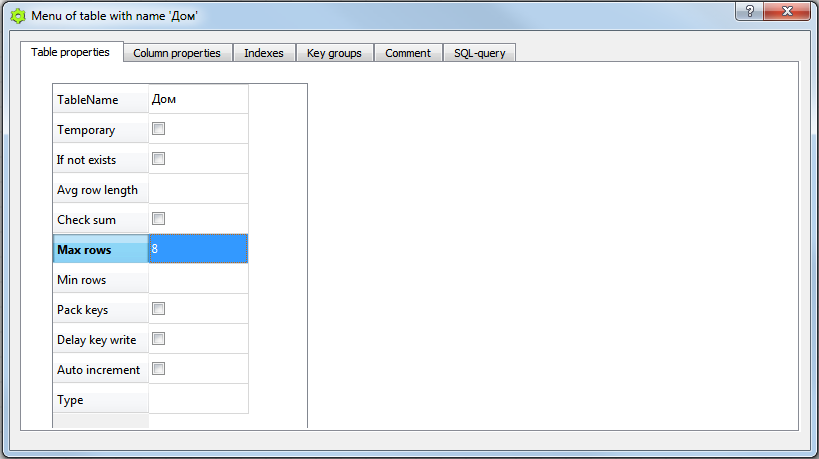 Menu of table with name 'Дом'
?
Table properties Column properties Indexes Key groups Comment SQL-query
TableName Дом
Temporary
If not exists
Avg row length
Check sum
Max rows 8
Min rows
Pack keys
Delay key write
Auto increment
Type